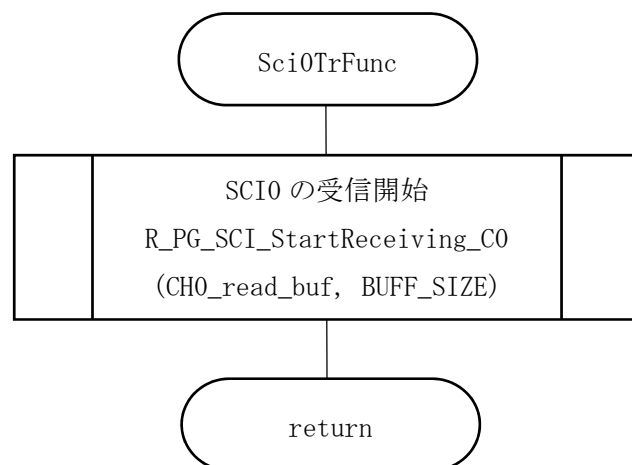 Sci0TrFunc
SCI0 の受信開始
R_PG_SCI_StartReceiving_C0
(CH0_read_buf, BUFF_SIZE)
return